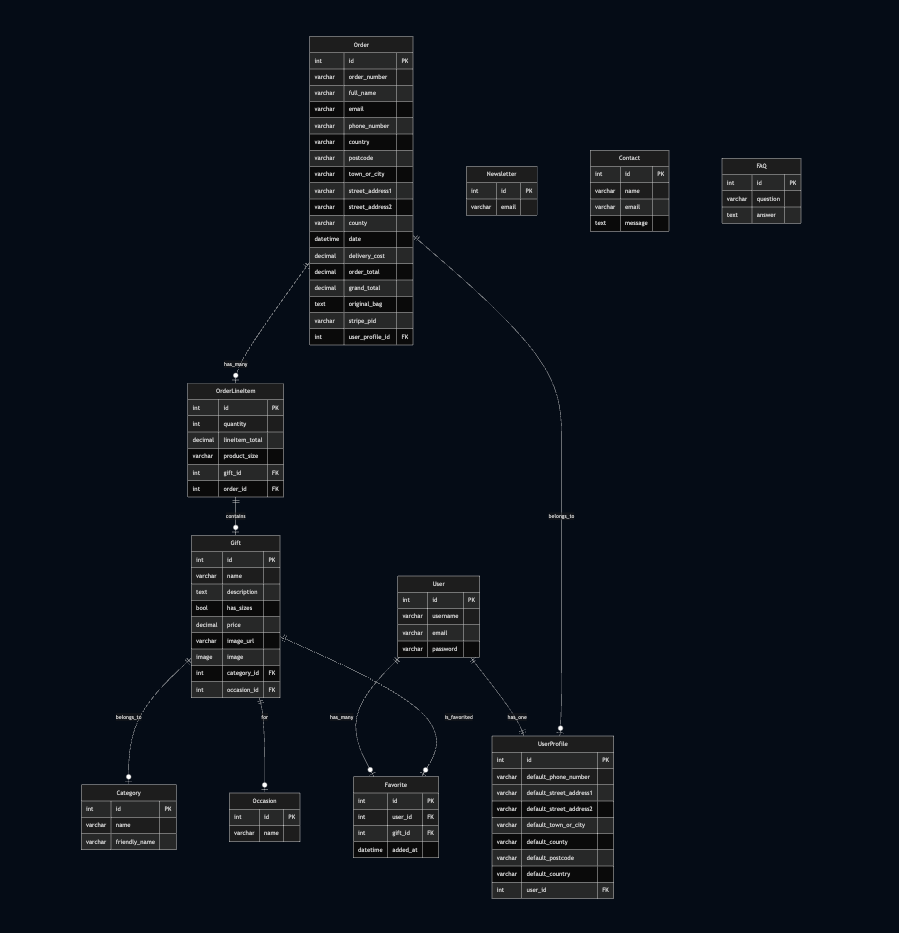 Order
int id PK
varchar order_number
varchar full_name
varchar email
varchar phone_number
varchar country
varchar postcode
varchar town_or_city
varchar street_address1
varchar street_address2
varchar county
datetime date
decimal delivery_cost
decimal order_total
decimal grand_total
text original_bag
varchar stripe_pid
int user_profile_id FK
Newsletter
int id PK
varchar email
Contact
int id PK
varchar name
varchar email
text message
FAQ
int id PK
varchar question
text answer
has_many
OrderLineItem
int id PK
int quantity
decimal lineitem_total
varchar product_size
int gift_id FK
int order_id FK
contains
belongs_to
Gift
int id PK
varchar name
text description
bool has_sizes
decimal price
varchar image_url
image image
int category_id FK
int occasion_id FK
User
int id PK
varchar username
varchar email
varchar password
belongs_to
for
has_many
is_favorited
has_one
Category
int id PK
varchar name
varchar friendly_name
Occasion
int id PK
varchar name
Favorite
int id PK
int user_id FK
int gift_id FK
datetime added_at
UserProfile
int id PK
varchar default_phone_number
varchar default_street_address1
varchar default_street_address2
varchar default_town_or_city
varchar default_county
varchar default_postcode
varchar default_country
int user_id FK